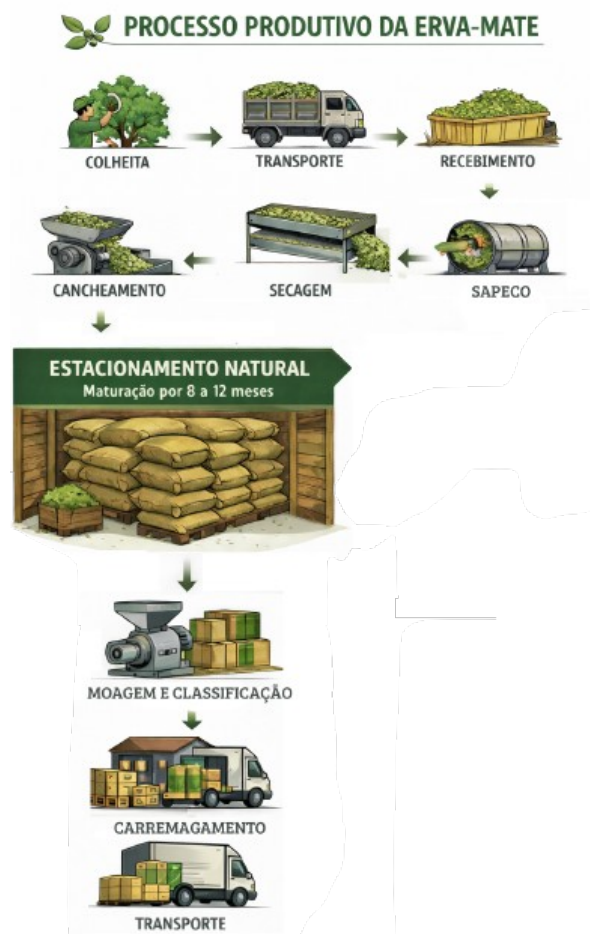 PROCESSO PRODUTIVO DA ERVA-MATE
COLHEITA
TRANSPORTE
RECEBIMENTO
SAPECO
SECAGEM
CANCHEAMENTO
ESTACIONAMENTO NATURAL
Maturação por 8 a 12 meses
MOAGEM E CLASSIFICAÇÃO
CARREMAGAMENTO
TRANSPORTE